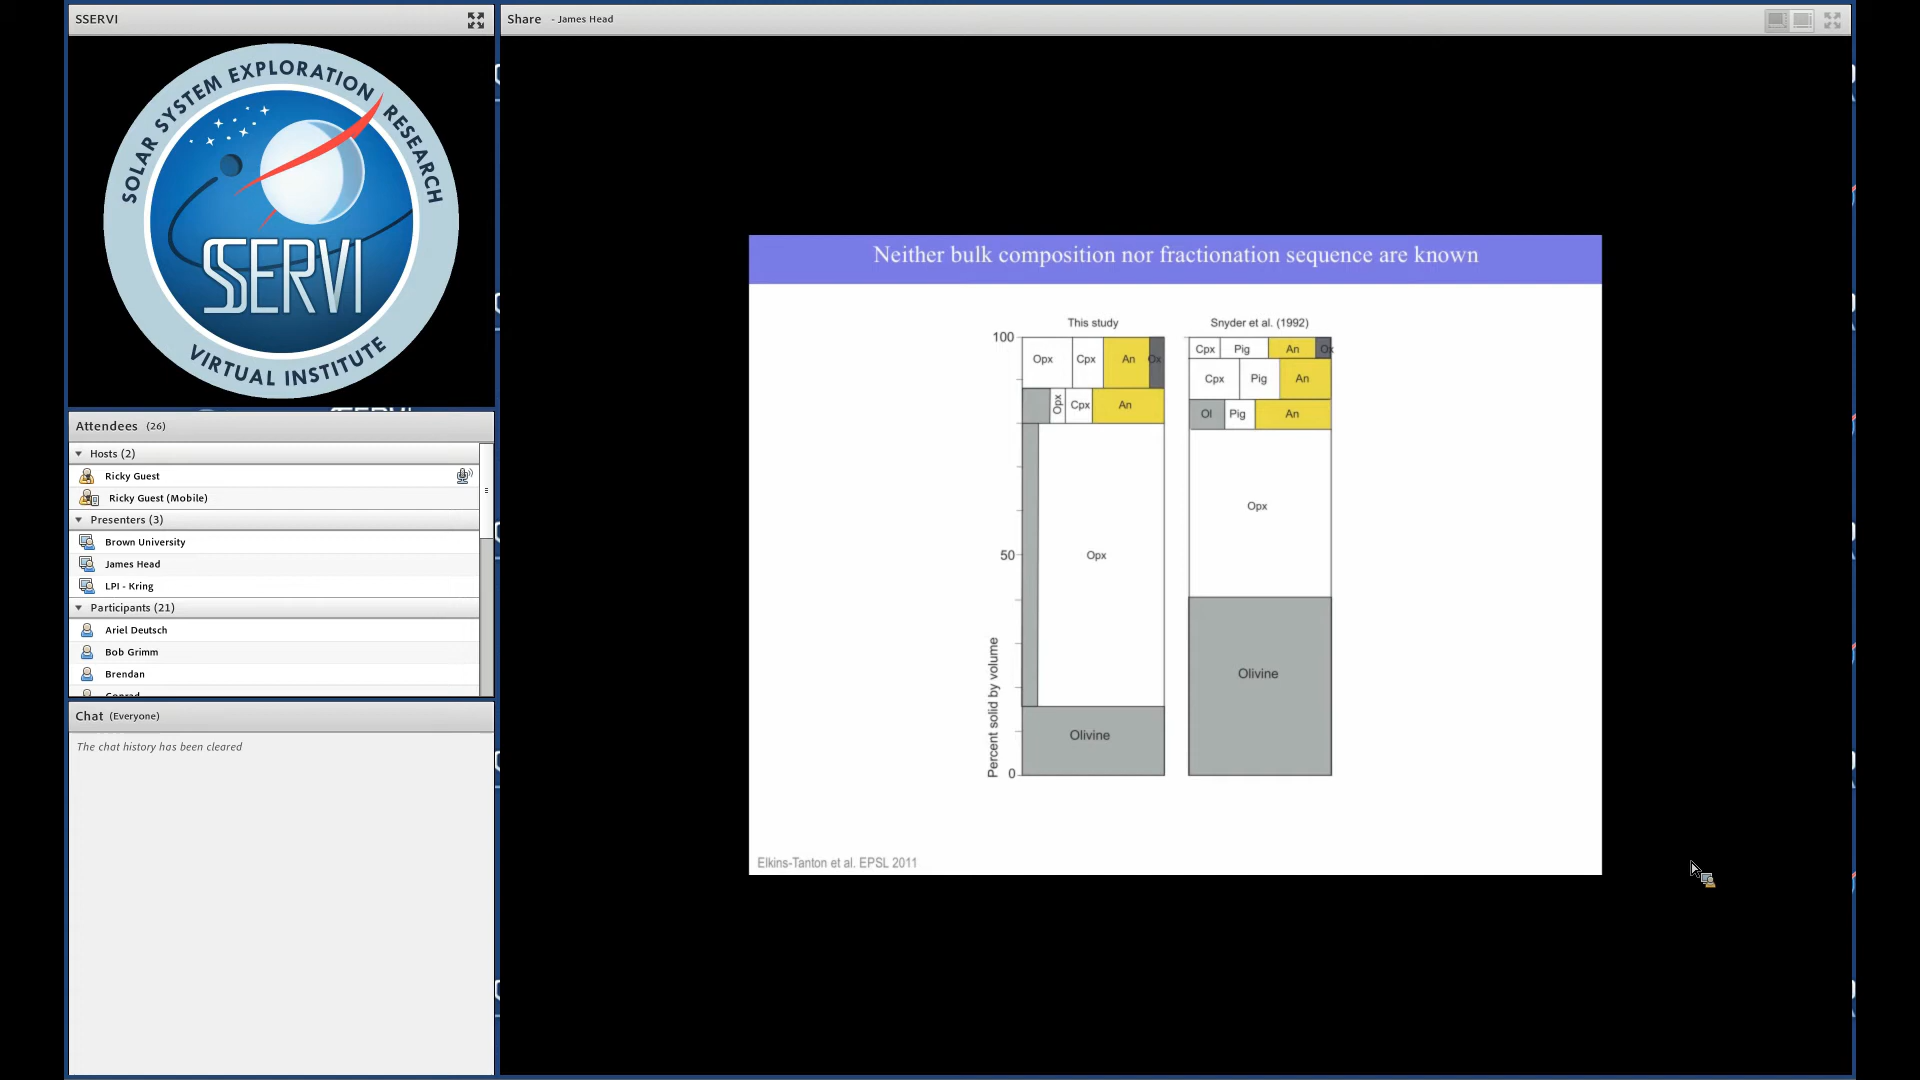 SSERVI
SOLAR SYSTEM EXPLORATION RESEARCH
SSERVI
VIRTUAL INSTITUTE
Attendees (26)
Hosts (2)
Ricky Guest
Ricky Guest (Mobile)
Presenters (3)
Brown University
James Head
LPI - Kring
Participants (21)
Ariel Deutsch
Bob Grimm
Brendan
Conrad
Chat (Everyone)
The chat history has been cleared
Share - James Head
Neither bulk composition nor fractionation sequence are known
This study
Snyder et al. (1992)
100
50
0
Percent solid by volume
Opx Cpx An Ox
Opx Cpx An
Opx
Olivine
Cpx Pig An Ox
Cpx Pig An
Ol Pig An
Opx
Olivine
Elkins-Tanton et al. EPSL 2011